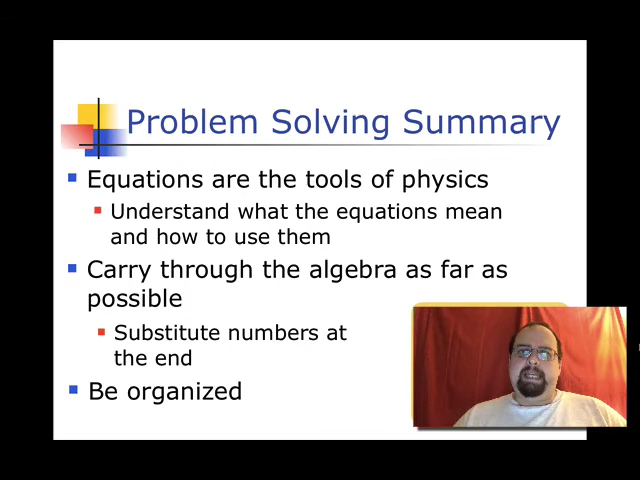 Problem Solving Summary
Equations are the tools of physics
Understand what the equations mean
and how to use them
Carry through the algebra as far as
possible
Substitute numbers at
the end
Be organized